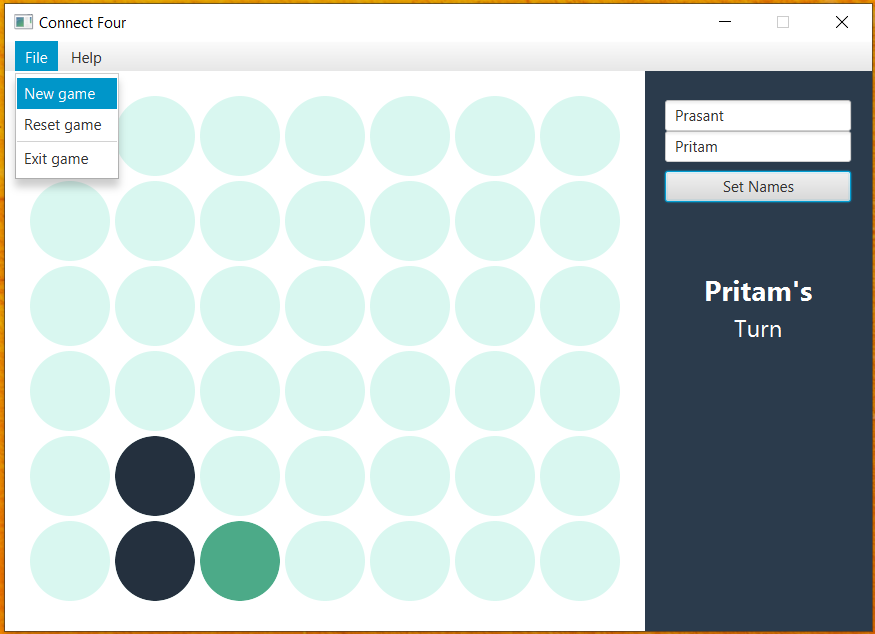 Connect Four
File Help
New game
Reset game
Exit game
Prasant
Pritam
Set Names
Pritam's
Turn